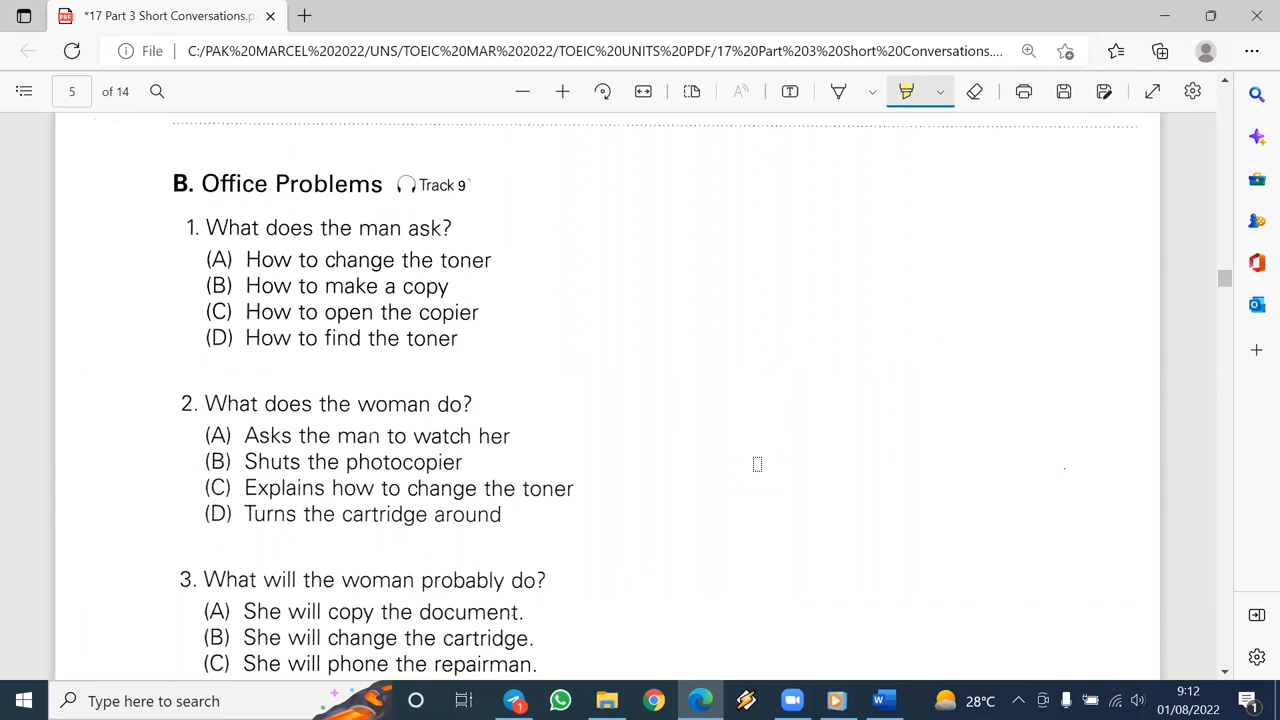 *17 Part 3 Short Conversations.p
File
C:/PAK%20MARCEL%202022/UNS/TOEIC%20MAR%202022/TOEIC%20UNITS%20PDF/17%20Part%203%20Short%20Conversations....
5 of 14
B. Office Problems Track 9
1. What does the man ask?
(A) How to change the toner
(B) How to make a copy
(C) How to open the copier
(D) How to find the toner
2. What does the woman do?
(A) Asks the man to watch her
(B) Shuts the photocopier
(C) Explains how to change the toner
(D) Turns the cartridge around
3. What will the woman probably do?
(A) She will copy the document.
(B) She will change the cartridge.
(C) She will phone the repairman.
Type here to search
28°C
9:12
01/08/2022